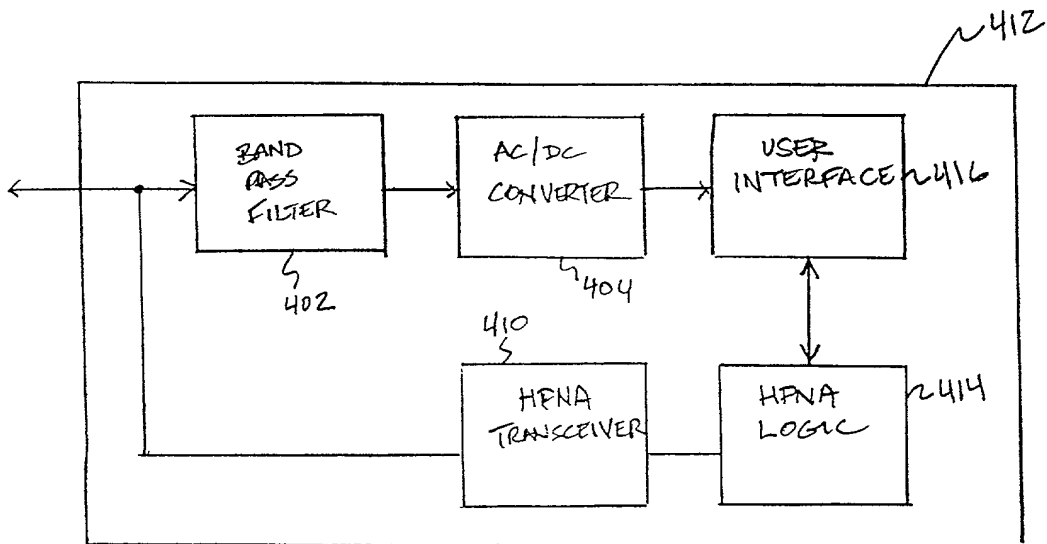 412
BAND
PASS
FILTER
402
AC/DC
CONVERTER
404
USER
INTERFACE
416
410
HPNA
TRANSCEIVER
HPNA
LOGIC
414